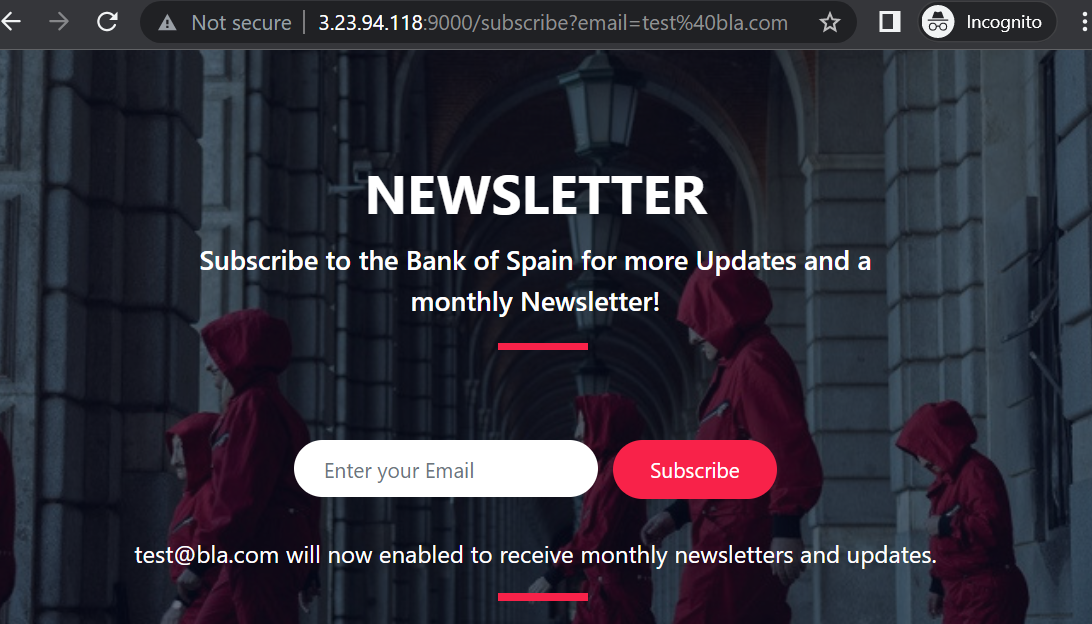 Not secure 3.23.94.118:9000/subscribe?email=test%40bla.com Incognito
NEWSLETTER
Subscribe to the Bank of Spain for more Updates and a
monthly Newsletter!
Enter your Email Subscribe
test@bla.com will now enabled to receive monthly newsletters and updates.